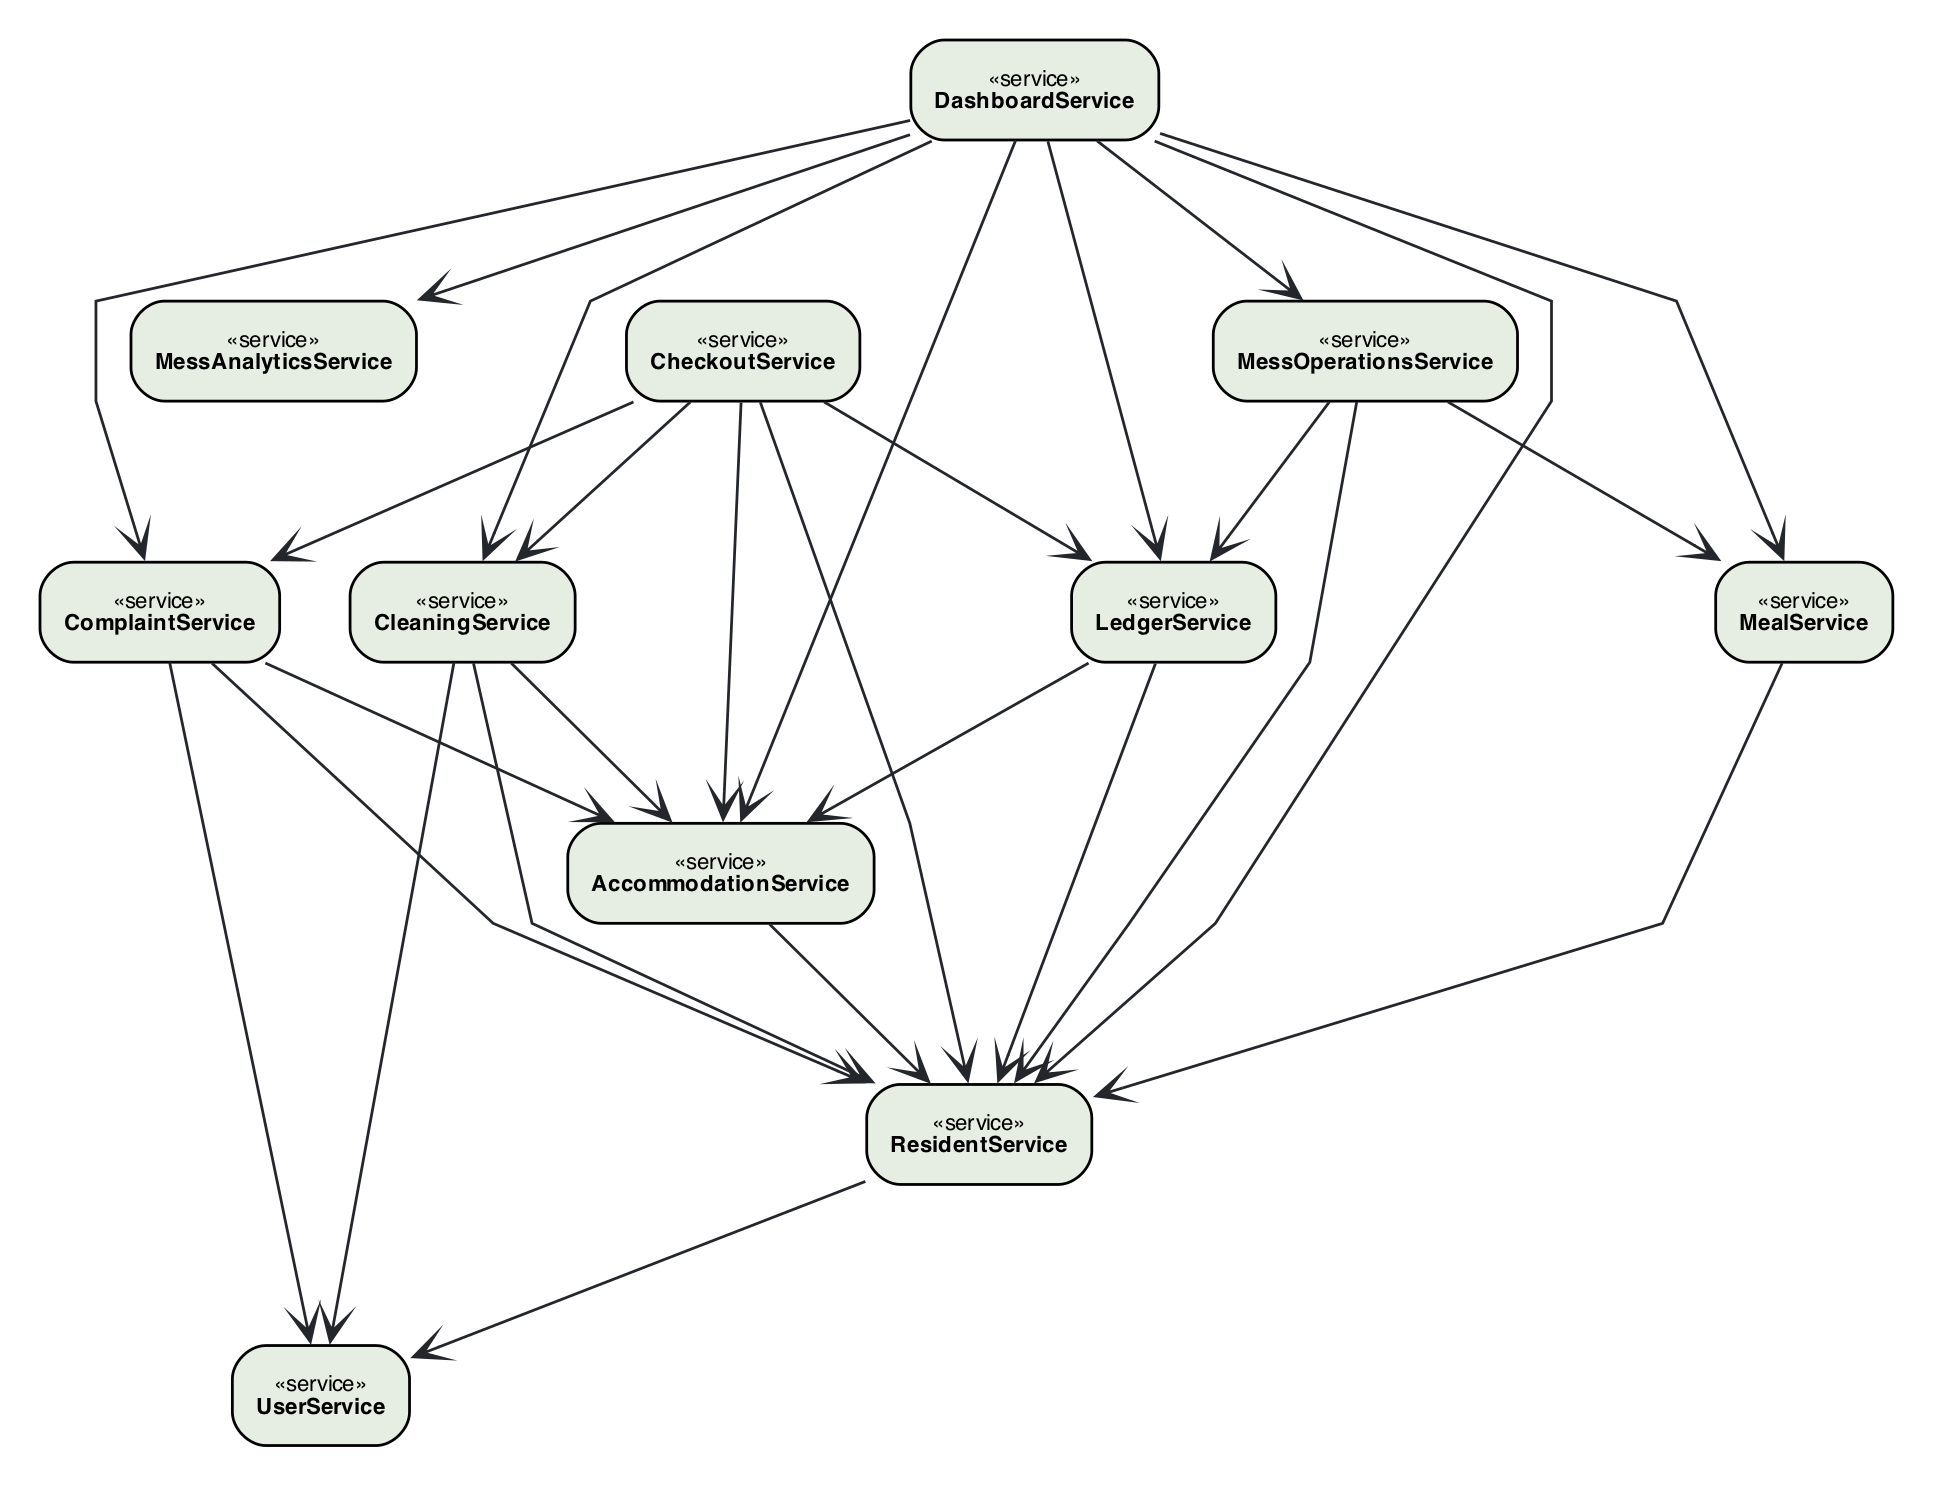 «service»
DashboardService
«service»
MessAnalyticsService
«service»
CheckoutService
«service»
MessOperationsService
«service»
ComplaintService
«service»
CleaningService
«service»
LedgerService
«service»
MealService
«service»
AccommodationService
«service»
ResidentService
«service»
UserService